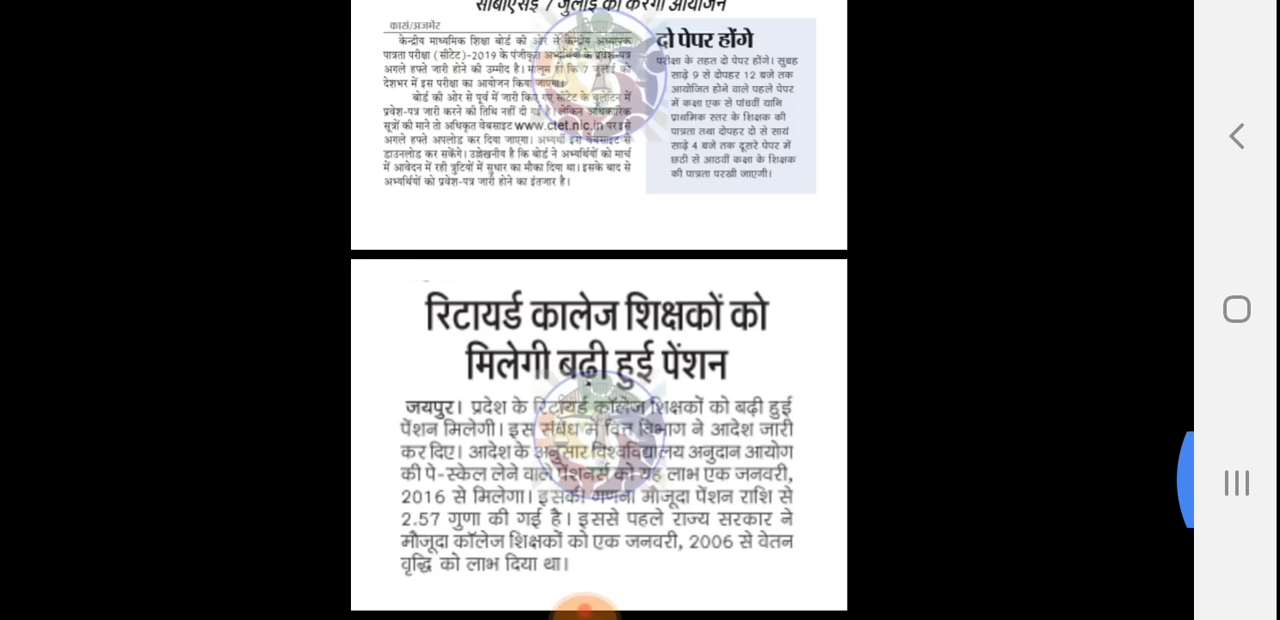 सीबीएसई 7 जुलाई को करेगा आयोजन
कासं/अजमेर
केन्द्रीय माध्यमिक शिक्षा बोर्ड की ओर से केन्द्रीय अध्यापक
पात्रता परीक्षा (सीटेट)-2019 के पंजीकृत अभ्यर्थियों के प्रवेश-पत्र
अगले हफ्ते जारी होने की उम्मीद है। मालूम हो कि 7 जुलाई को
देशभर में इस परीक्षा का आयोजन किया जाएगा।
बोर्ड की ओर से पूर्व में जारी किए गए सीटेट के बुलेटिन में
प्रवेश-पत्र जारी करने की तिथि नहीं दी गई है। लेकिन अधिकारिक
सूत्रों की माने तो अधिकृत वेबसाइट www.ctet.nic.in पर इसे
अगले हफ्ते अपलोड कर दिया जाएगा। अभ्यर्थी इस वेबसाइट से
डाउनलोड कर सकेंगे। उल्लेखनीय है कि बोर्ड ने अभ्यर्थियों को मार्च
में आवेदन में रही त्रुटियों में सुधार का मौका दिया था। इसके बाद से
अभ्यर्थियों को प्रवेश-पत्र जारी होने का इंतजार है।
दो पेपर होंगे
परीक्षा के तहत दो पेपर होंगे। सुबह
साढ़े 9 से दोपहर 12 बजे तक
आयोजित होने वाले पहले पेपर
में कक्षा एक से पांचवीं यानि
प्राथमिक स्तर के शिक्षक की
पात्रता तथा दोपहर दो से सायं
साढ़े 4 बजे तक दूसरे पेपर में
छठी से आठवीं कक्षा के शिक्षक
की पात्रता परखी जाएगी।
रिटायर्ड कालेज शिक्षकों को
मिलेगी बढ़ी हुई पेंशन
जयपुर। प्रदेश के रिटायर्ड कॉलेज शिक्षकों को बढ़ी हुई
पेंशन मिलेगी। इस संबंध में वित्त विभाग ने आदेश जारी
कर दिए। आदेश के अनुसार विश्वविद्यालय अनुदान आयोग
की पे-स्केल लेने वाले पेंशनर्स को यह लाभ एक जनवरी,
2016 से मिलेगा। इसकी गणना मौजूदा पेंशन राशि से
2.57 गुणा की गई है। इससे पहले राज्य सरकार ने
मौजूदा कॉलेज शिक्षकों को एक जनवरी, 2006 से वेतन
वृद्धि को लाभ दिया था।